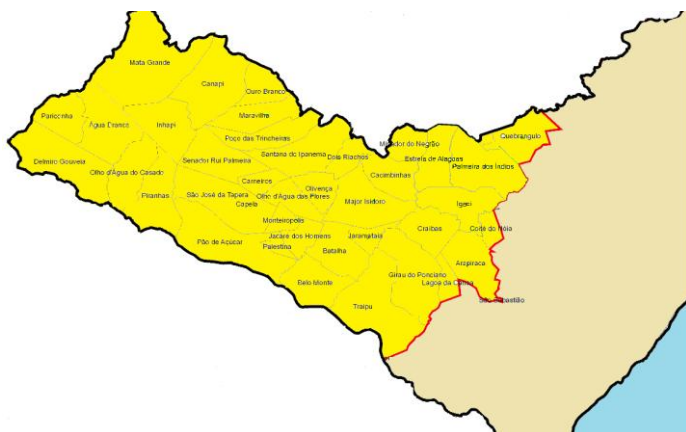 Mata Grande
Canapi
Ouro Branco
Pariconha
Água Branca
Inhapi
Maravilha
Poço das Trincheiras
Quebrangulo
Minador do Negrão
Delmiro Gouveia
Olho d'Água do Casado
Senador Rui Palmeira
Santana do Ipanema
Dois Riachos
Estrela de Alagoas
Palmeira dos Índios
Cacimbinhas
Carneiros
Olivença
Piranhas
São José da Tapera
Olho d'Água das Flores
Major Isidoro
Igaci
Capela
Monteirópolis
Craíbas
Coité do Nóia
Pão de Açúcar
Jacaré dos Homens
Jaramataia
Palestina
Batalha
Arapiraca
Belo Monte
Girau do Ponciano
Lagoa da Canoa
Traipu
São Sebastião